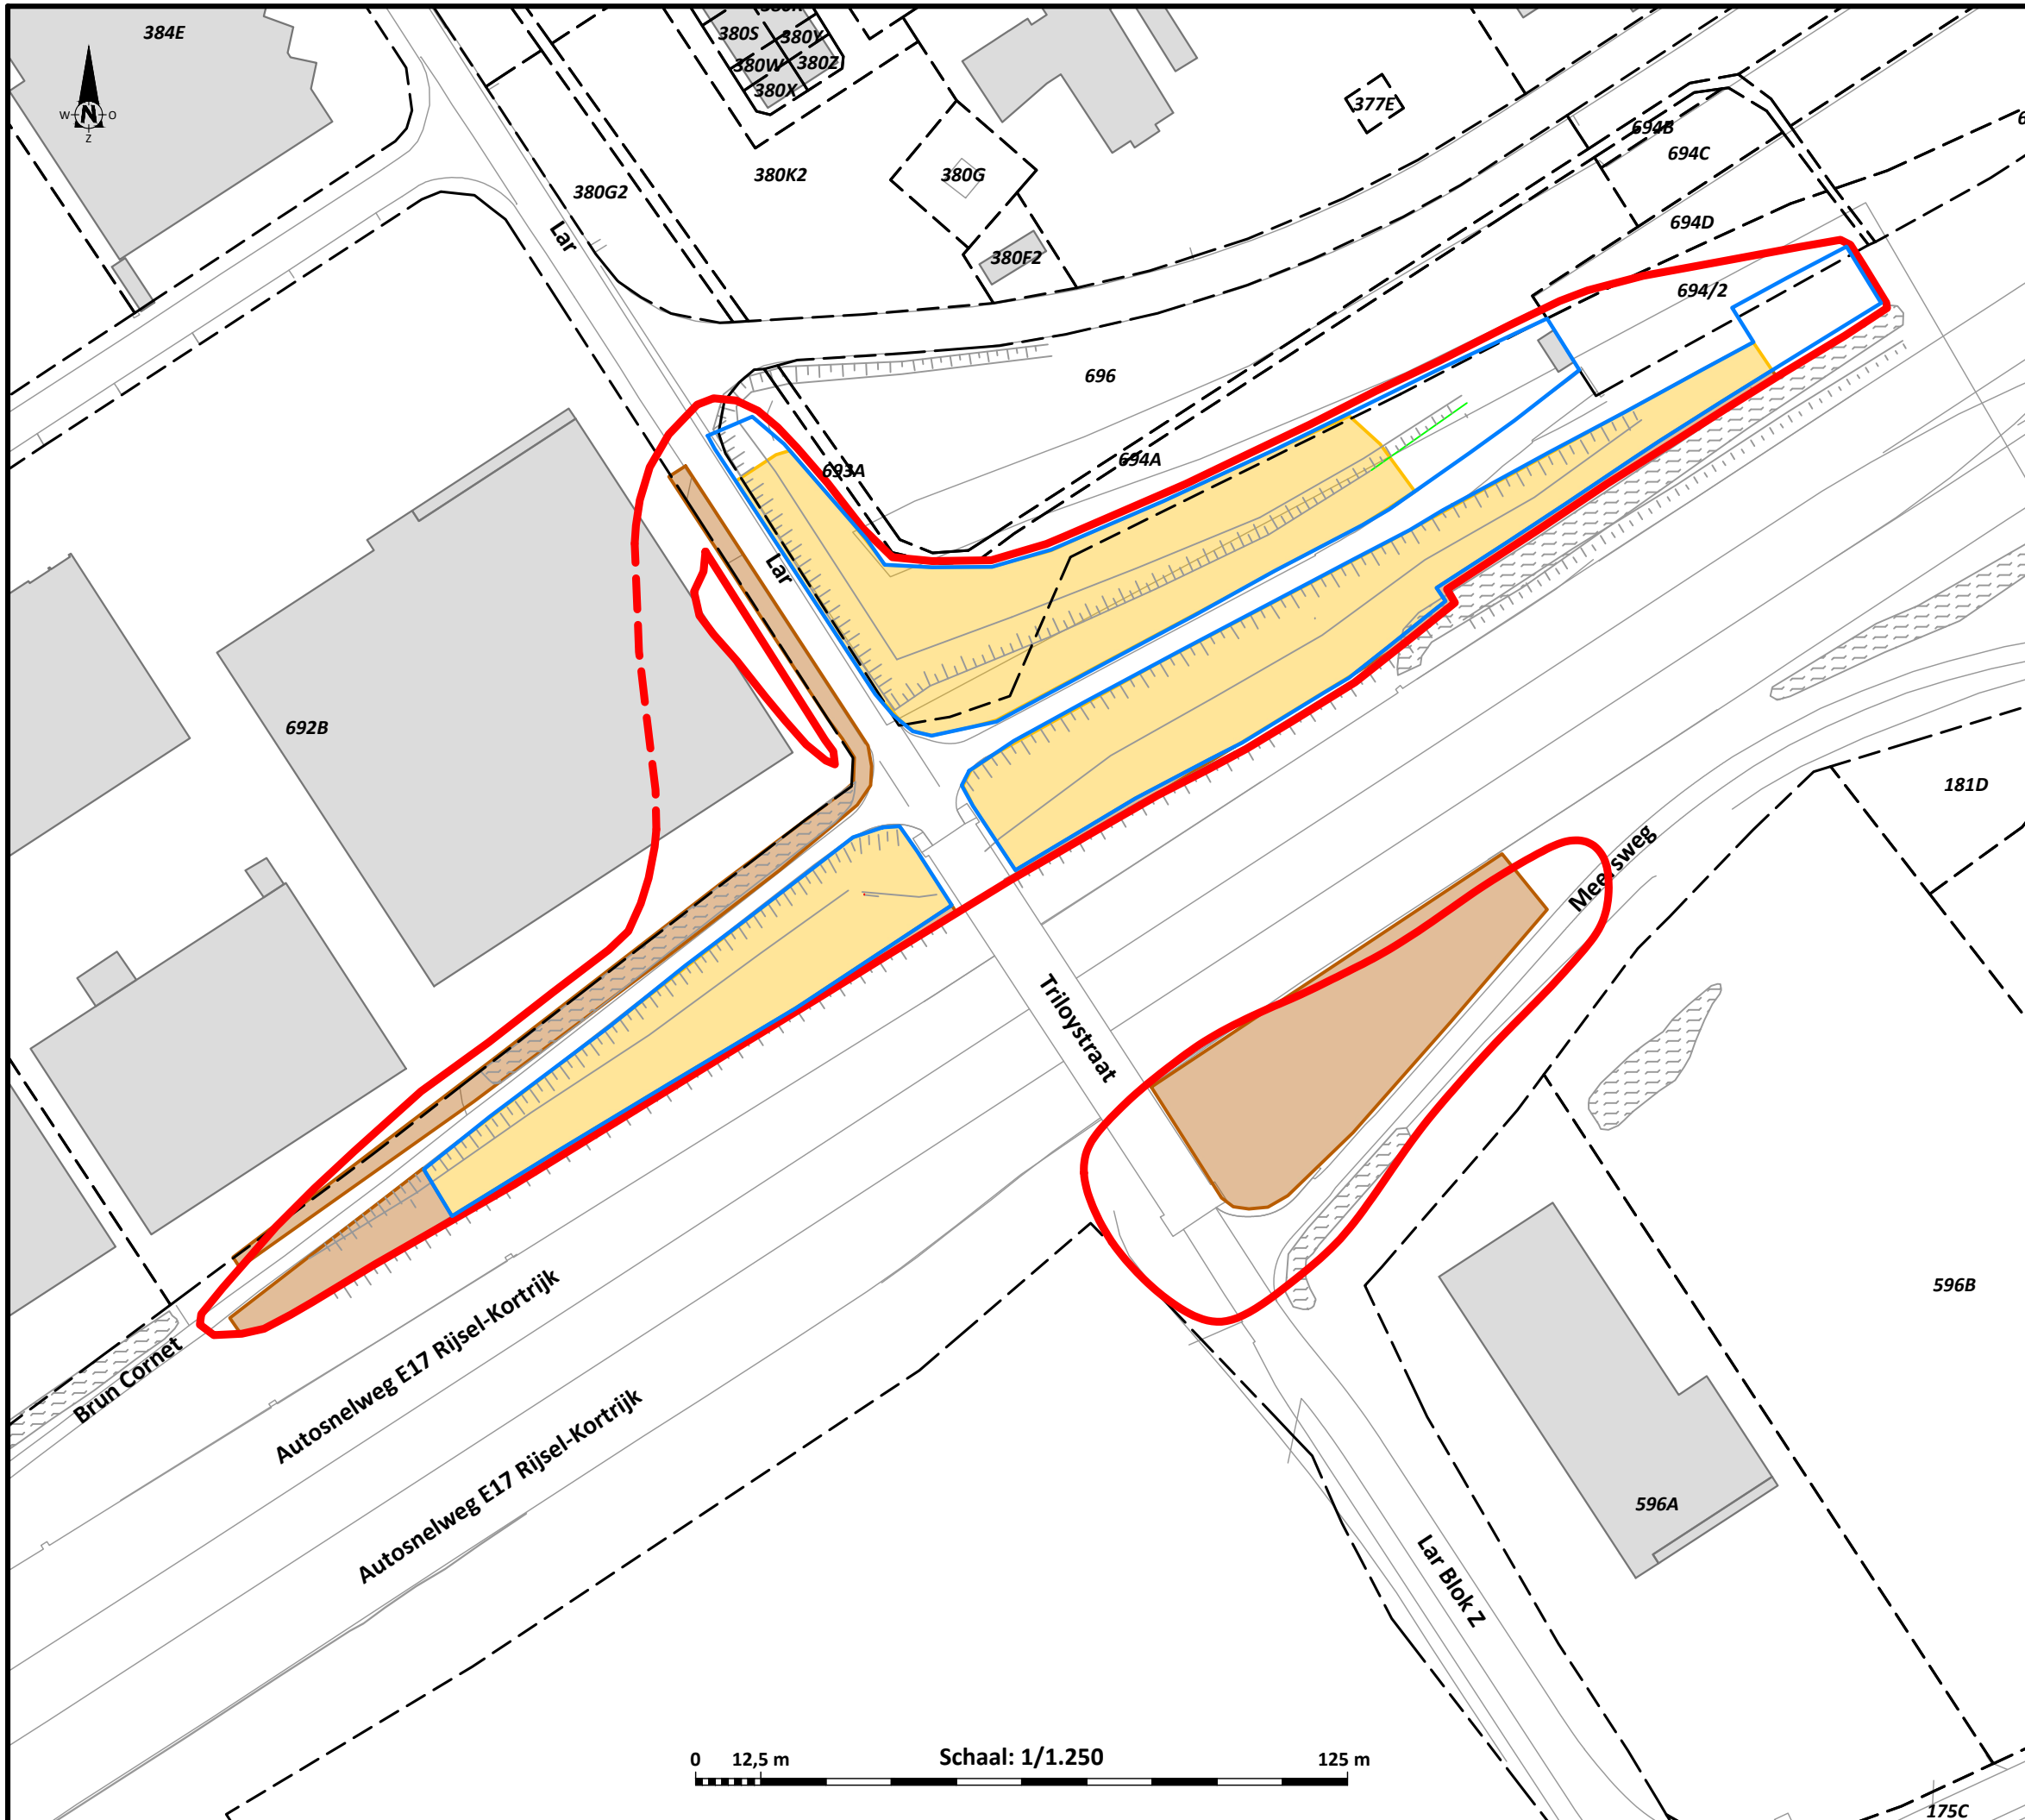 384E
380S
380Y
380W
380Z
380X
377E
694B
694C
N
W
O
Z
380G2
380K2
380G
694D
Lar
380F2
694/2
696
693A
694A
Lar
692B
181D
Meersweg
Triloystraat
Brun Cornet
Autosnelweg E17 Rijsel-Kortrijk
Autosnelweg E17 Rijsel-Kortrijk
596B
596A
Lar Blok Z
0 12,5 m Schaal: 1/1.250 125 m
175C